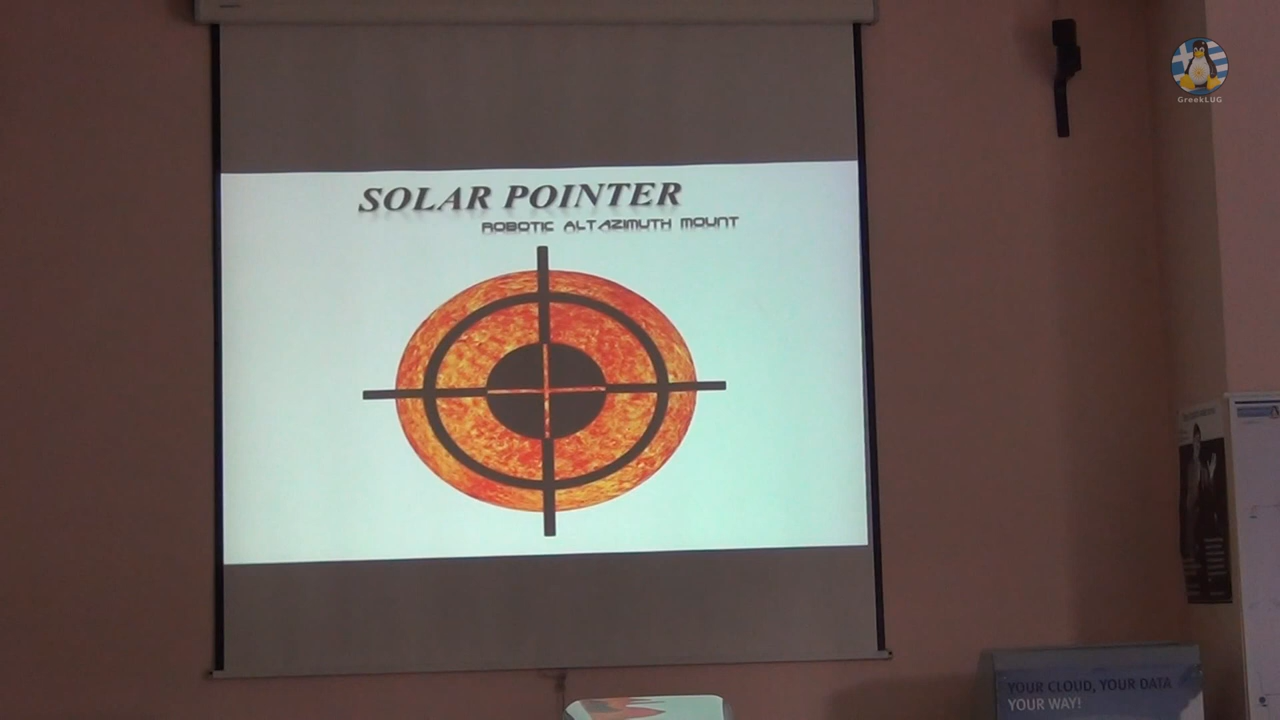 GreekLUG
SOLAR POINTER
ROBOTIC ALTAZIMUTH MOUNT
YOUR CLOUD, YOUR DATA
YOUR WAY!